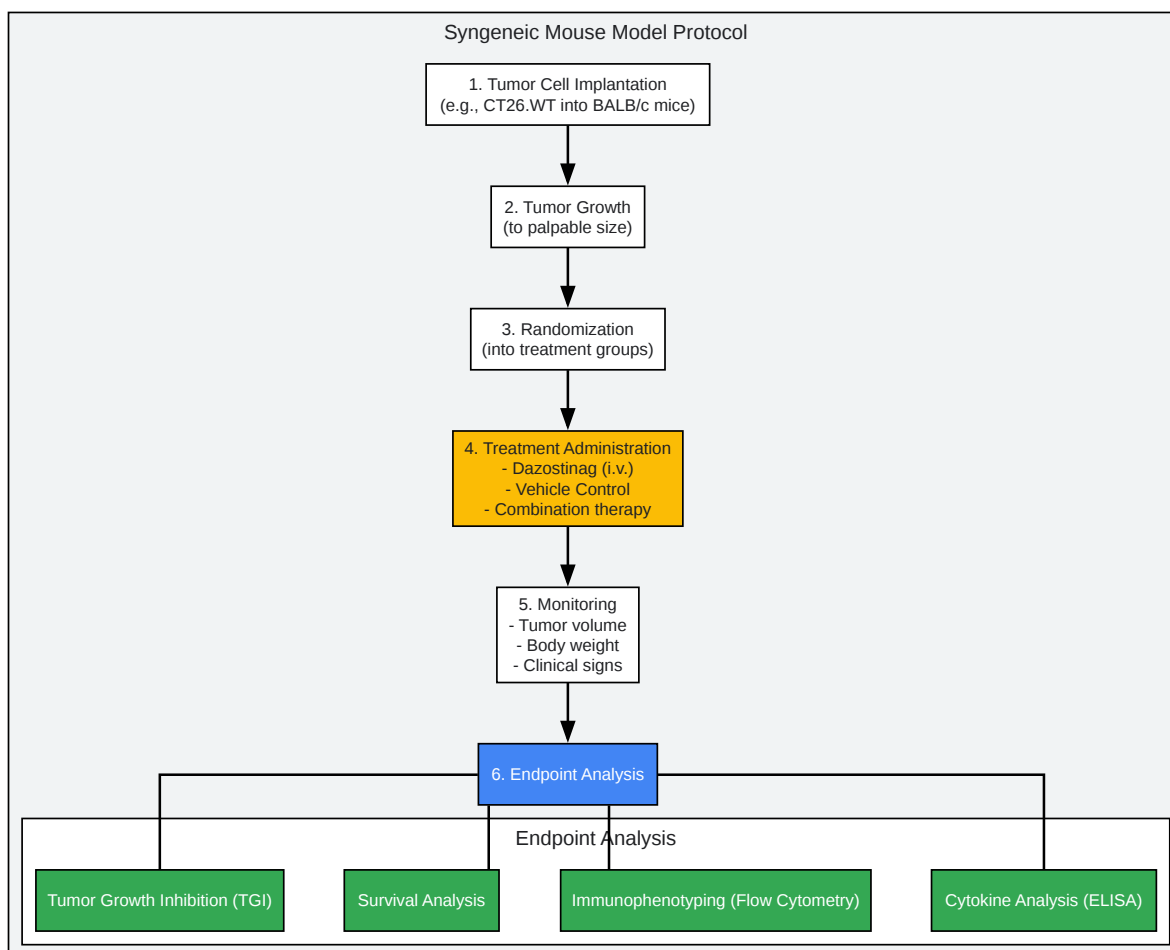 Syngeneic Mouse Model Protocol
1. Tumor Cell Implantation
(e.g., CT26.WT into BALB/c mice)
2. Tumor Growth
(to palpable size)
3. Randomization
(into treatment groups)
4. Treatment Administration
- Dazostinag (i.v.)
- Vehicle Control
- Combination therapy
5. Monitoring
- Tumor volume
- Body weight
- Clinical signs
6. Endpoint Analysis
Endpoint Analysis
Tumor Growth Inhibition (TGI)
Survival Analysis
Immunophenotyping (Flow Cytometry)
Cytokine Analysis (ELISA)